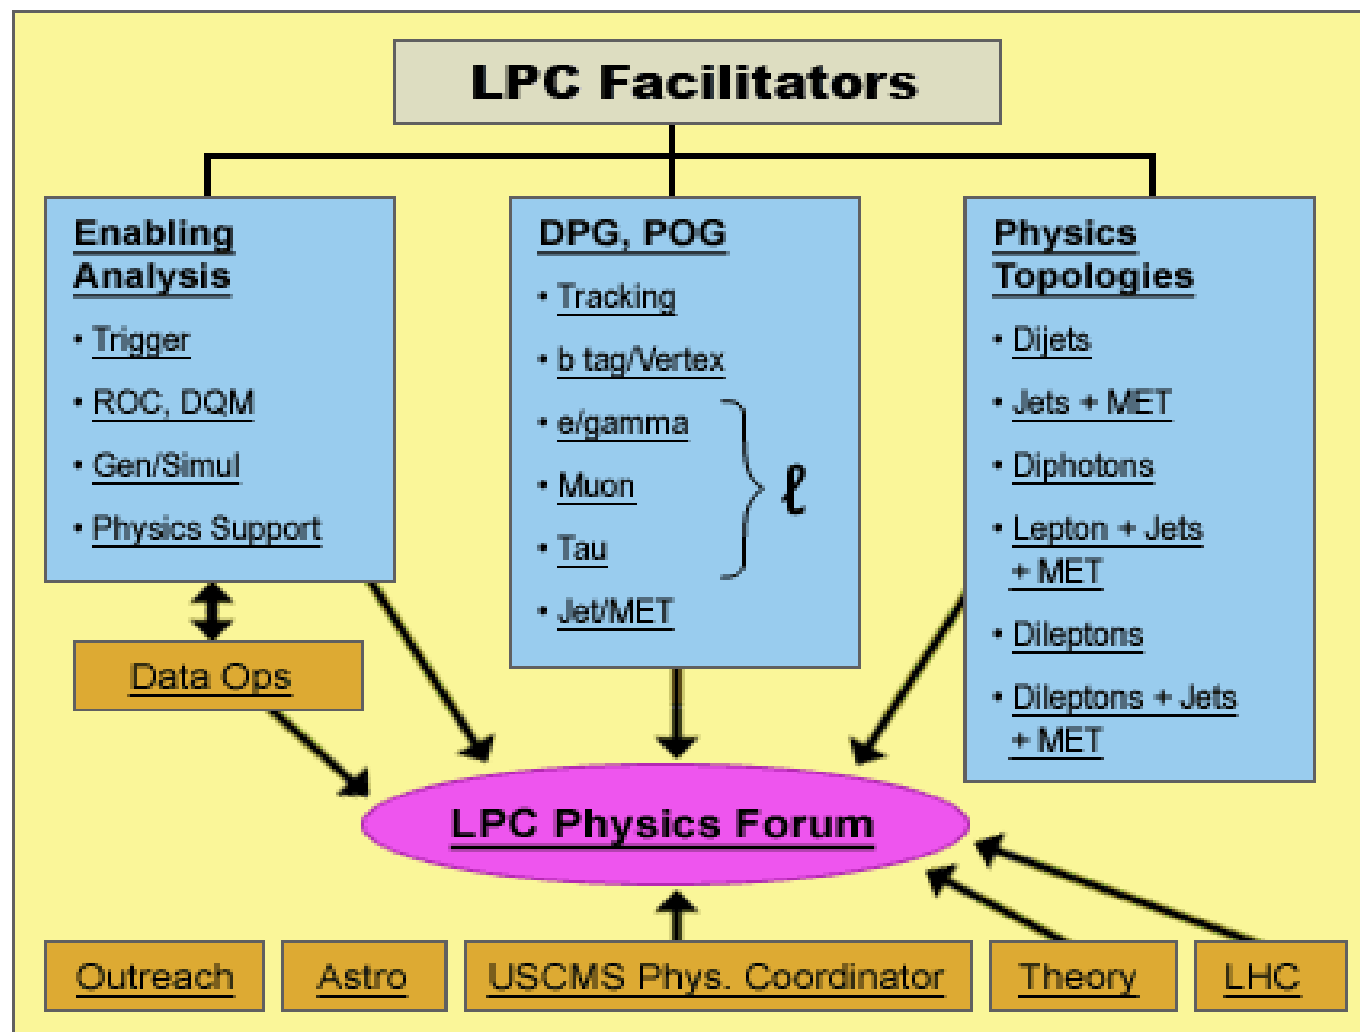 LPC Facilitators
Enabling
Analysis
• Trigger
• ROC, DQM
• Gen/Simul
• Physics Support
DPG, POG
• Tracking
• b tag/Vertex
• e/gamma
• Muon
• Tau
• Jet/MET
ℓ
Physics
Topologies
• Dijets
• Jets + MET
• Diphotons
• Lepton + Jets
+ MET
• Dileptons
• Dileptons + Jets
+ MET
Data Ops
LPC Physics Forum
Outreach
Astro
USCMS Phys. Coordinator
Theory
LHC